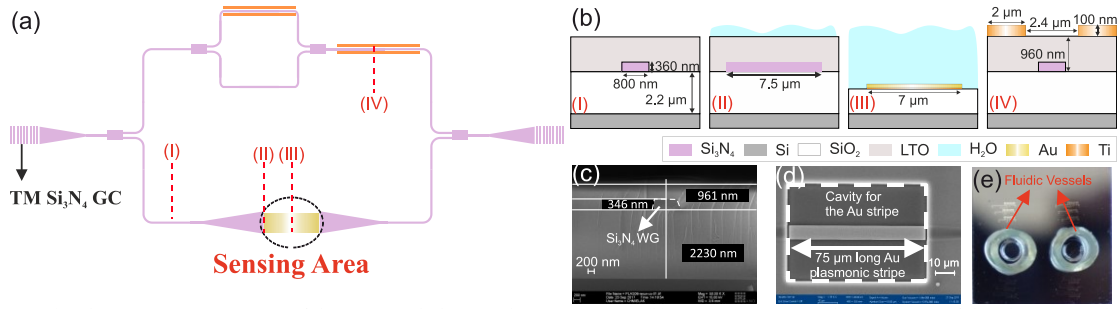 (a)
(IV)
(I)
(II)
(III)
TM Si₃N₄ GC
Sensing Area
(b)
360 nm
800 nm
2.2 µm
(I)
7.5 µm
(II)
7 µm
(III)
2 µm
2.4 µm
100 nm
960 nm
(IV)
Si₃N₄
Si
SiO₂
LTO
H₂O
Au
Ti
(c)
346 nm
961 nm
Si₃N₄ WG
2230 nm
200 nm
(d)
Cavity for
the Au stripe
75 µm long Au
plasmonic stripe
10 µm
(e)
Fluidic Vessels